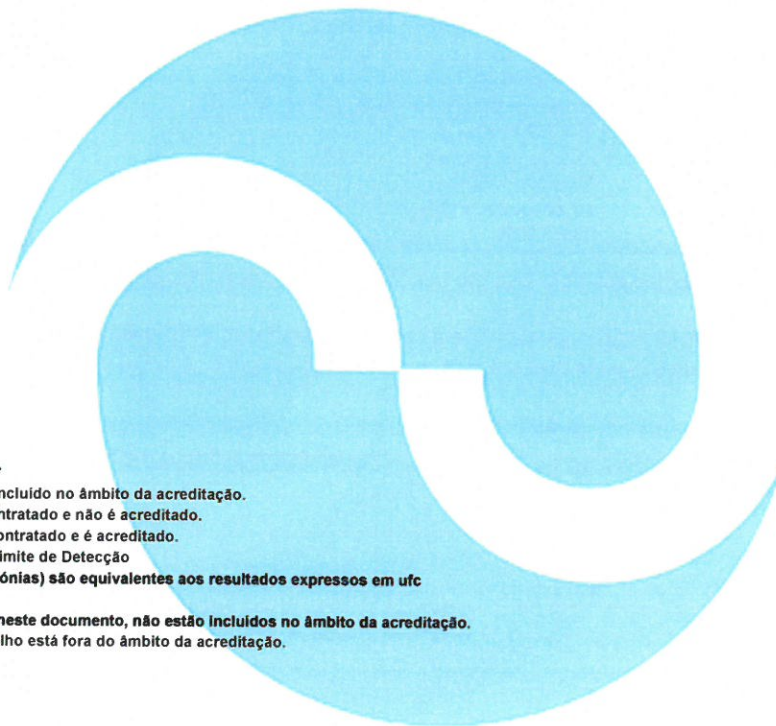 ncluído no âmbito da acreditação.
ntratado e não é acreditado.
ontratado e é acreditado.
imite de Detecção
ónias) são equivalentes aos resultados expressos em ufc
neste documento, não estão incluídos no âmbito da acreditação.
lho está fora do âmbito da acreditação.